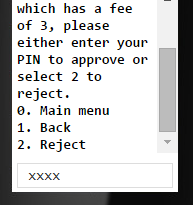 which has a fee
of 3, please
either enter your
PIN to approve or
select 2 to
reject.
0. Main menu
1. Back
2. Reject
xxxx